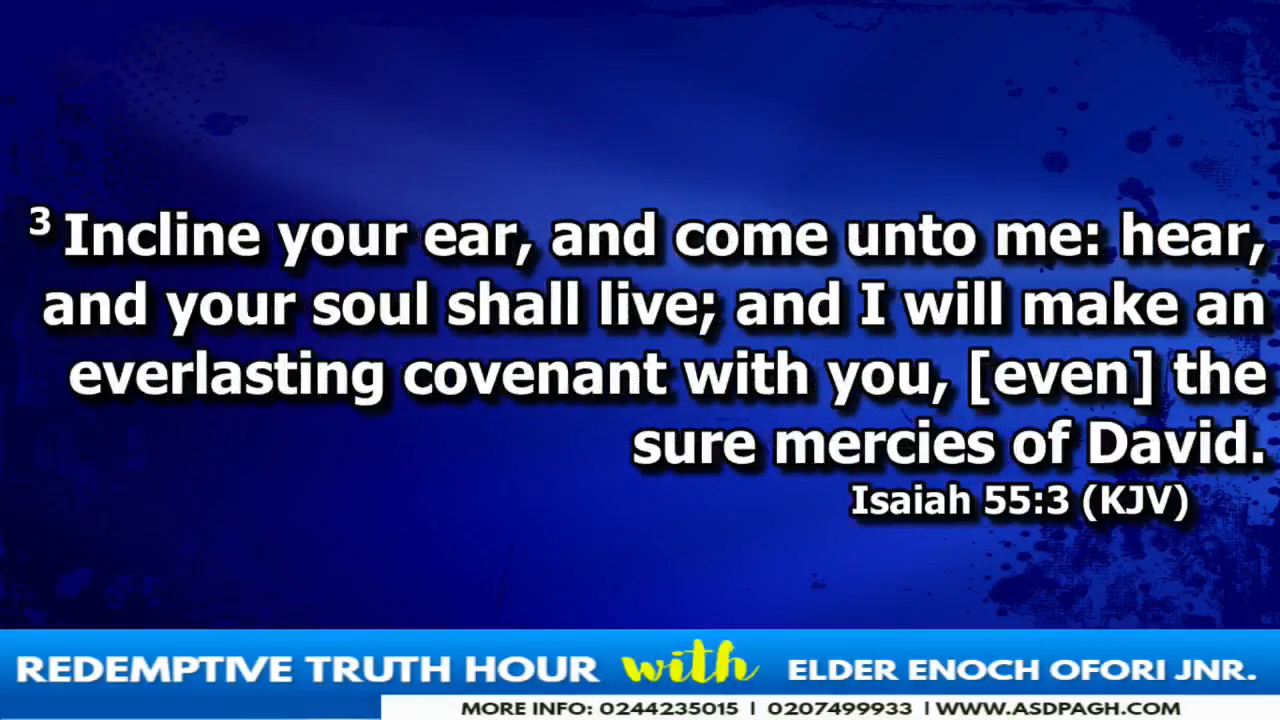 3 Incline your ear, and come unto me: hear,
and your soul shall live; and I will make an
everlasting covenant with you, [even] the
sure mercies of David.
Isaiah 55:3 (KJV)
REDEMPTIVE TRUTH HOUR with ELDER ENOCH OFORI JNR.
MORE INFO: 0244235015 | 0207499933 | WWW.ASDPAGH.COM